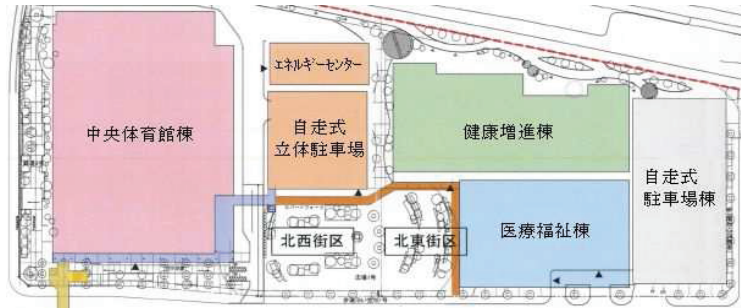 エネルギーセンター
中央体育館棟
自走式
立体駐車場
健康増進棟
自走式
駐車場棟
北西街区
北東街区
医療福祉棟